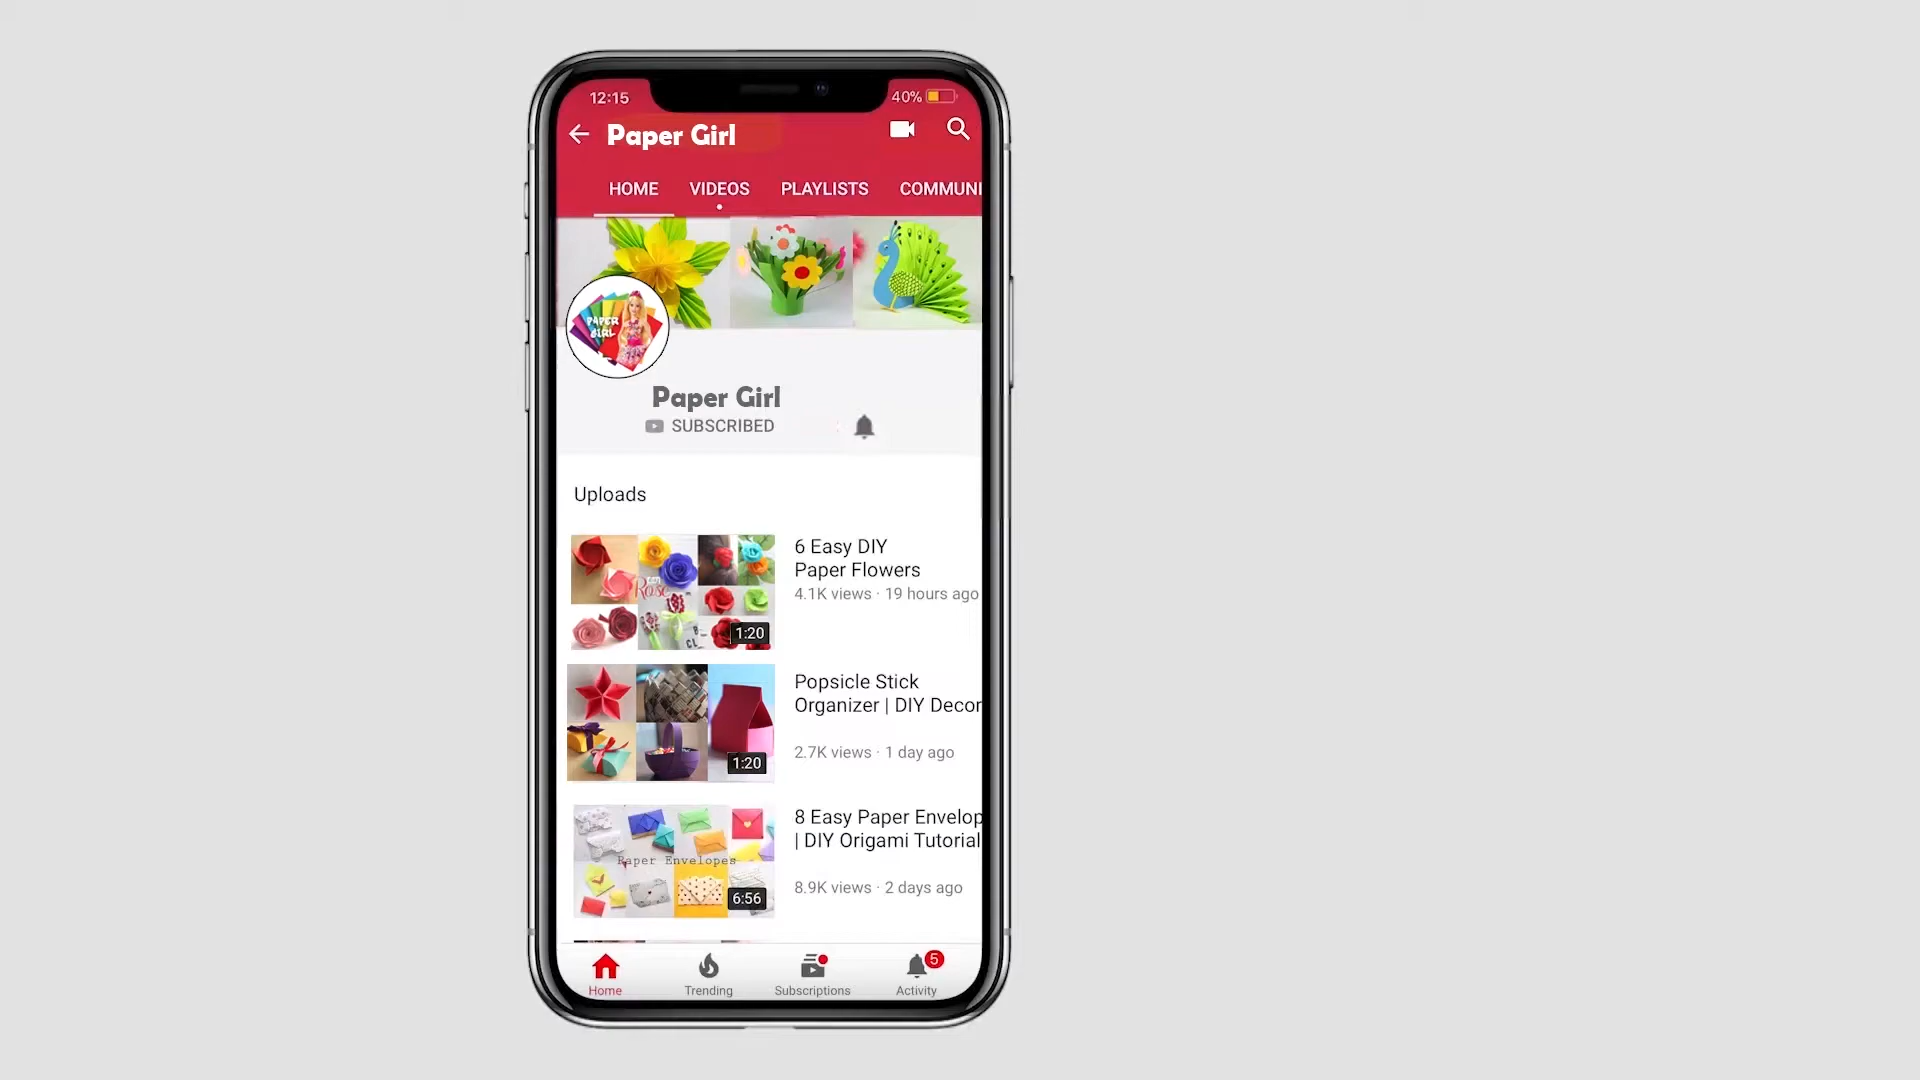 12:15
40%
Paper Girl
HOME VIDEOS PLAYLISTS COMMUNI
PAPER
GIRL
Paper Girl
SUBSCRIBED
Uploads
6 Easy DIY
Paper Flowers
4.1K views · 19 hours ago
Rose
1:20
Popsicle Stick
Organizer | DIY Decor
2.7K views · 1 day ago
1:20
8 Easy Paper Envelop
| DIY Origami Tutorial
Paper Envelopes
8.9K views · 2 days ago
6:56
5
Home Trending Subscriptions Activity